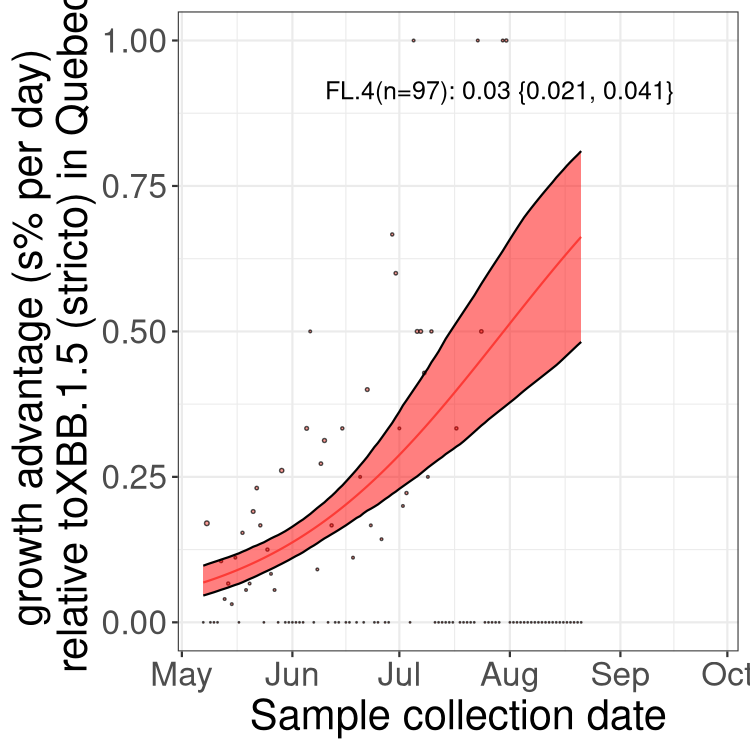 growth advantage (s% per day)
relative toXBB.1.5 (stricto) in Quebec
1.00
0.75
0.50
0.25
0.00
FL.4(n=97): 0.03 {0.021, 0.041}
May Jun Jul Aug Sep Oct
Sample collection date